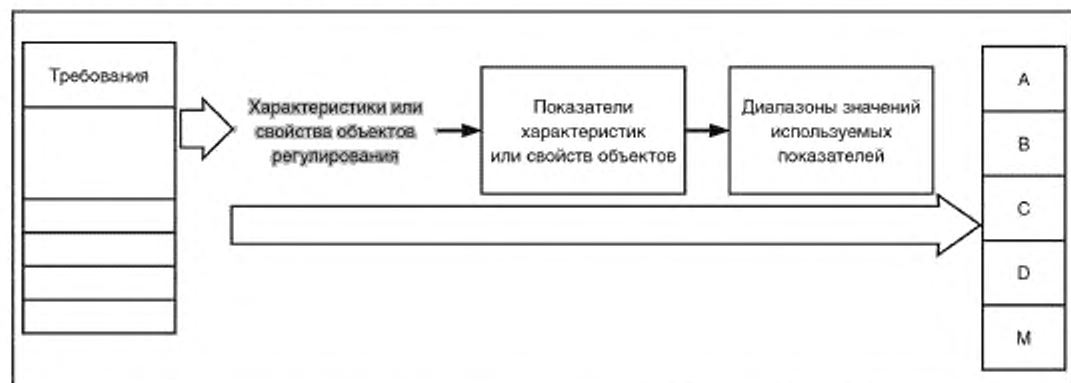 Требования
Характеристики или
свойства объектов
регулирования
Показатели
характеристик
или свойств объектов
Диапазоны значений
используемых
показателей
A
B
C
D
M